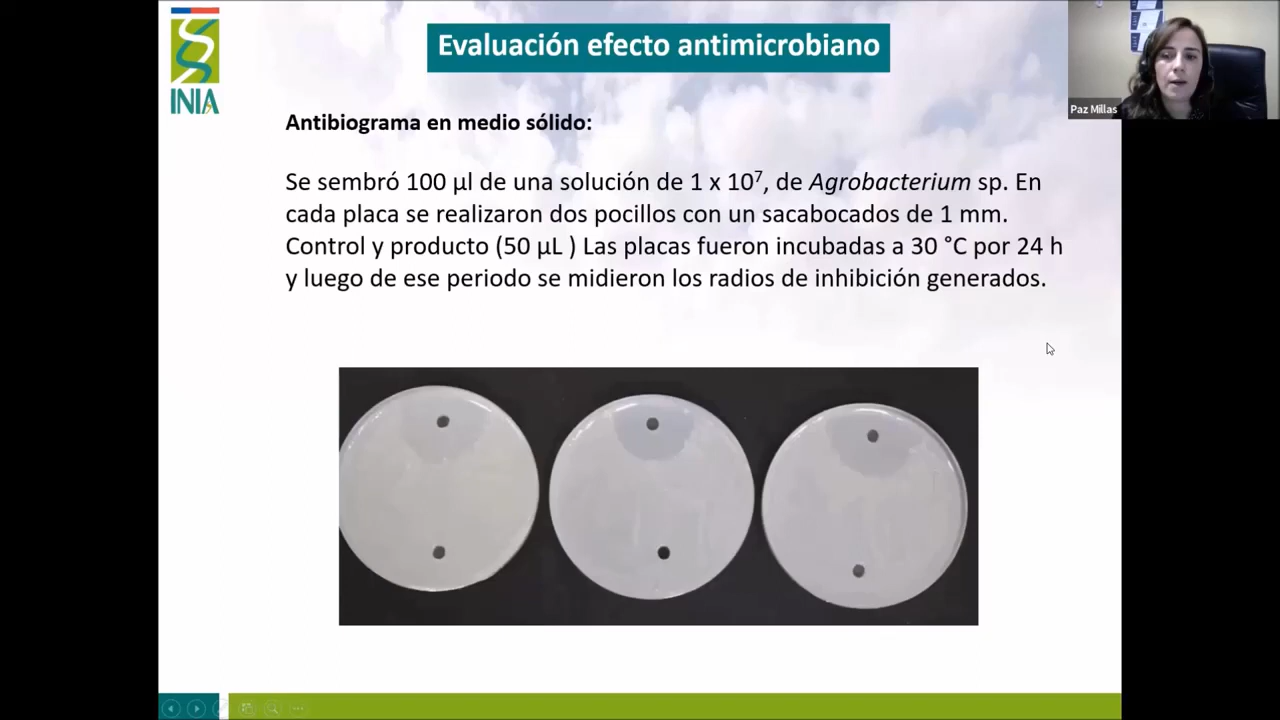 Evaluación efecto antimicrobiano
INIA
Paz Millas
Antibiograma en medio sólido:
Se sembró 100 µl de una solución de 1 x 10⁷, de Agrobacterium sp. En
cada placa se realizaron dos pocillos con un sacabocados de 1 mm.
Control y producto (50 µL ) Las placas fueron incubadas a 30 °C por 24 h
y luego de ese periodo se midieron los radios de inhibición generados.